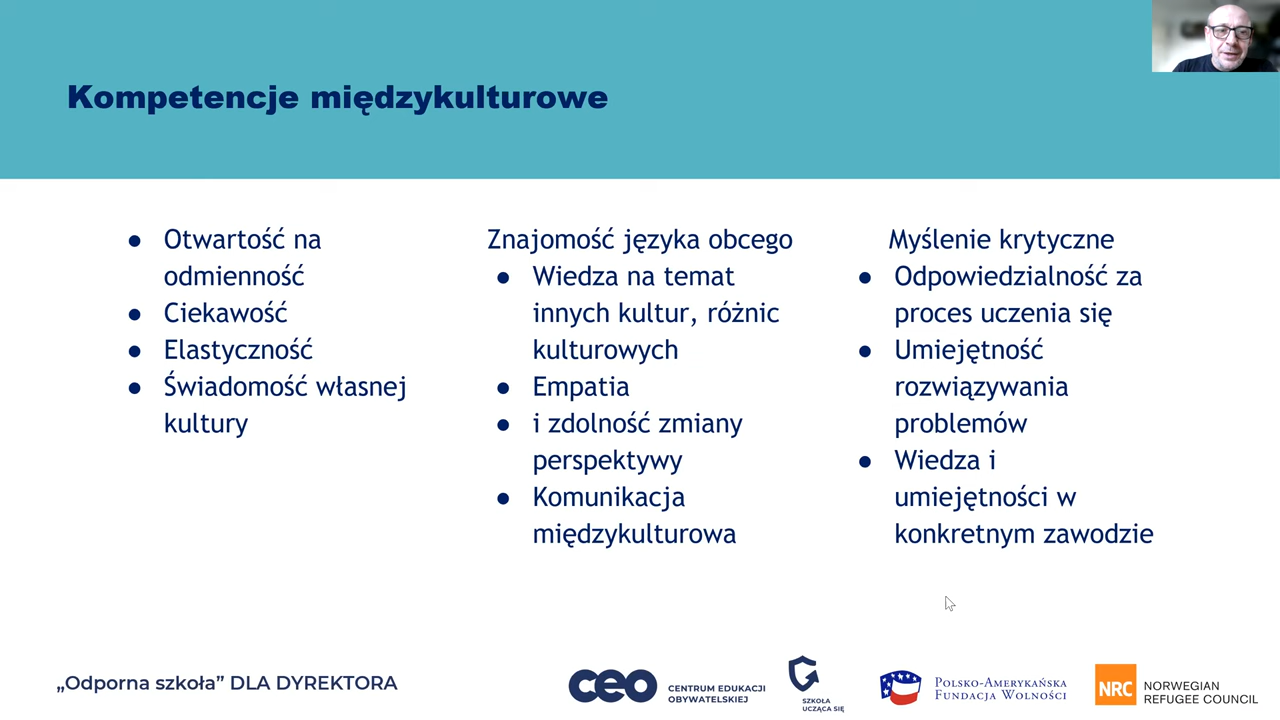 Kompetencje międzykulturowe
● Otwartość na
odmienność
● Ciekawość
● Elastyczność
● Świadomość własnej
kultury
Znajomość języka obcego
● Wiedza na temat
innych kultur, różnic
kulturowych
● Empatia
● i zdolność zmiany
perspektywy
● Komunikacja
międzykulturowa
Myślenie krytyczne
● Odpowiedzialność za
proces uczenia się
● Umiejętność
rozwiązywania
problemów
● Wiedza i
umiejętności w
konkretnym zawodzie
„Odporna szkoła” DLA DYREKTORA
ceo
CENTRUM EDUKACJI
OBYWATELSKIEJ
SZKOŁA
UCZĄCA SIĘ
POLSKO-AMERYKAŃSKA
FUNDACJA WOLNOŚCI
NRC
NORWEGIAN
REFUGEE COUNCIL